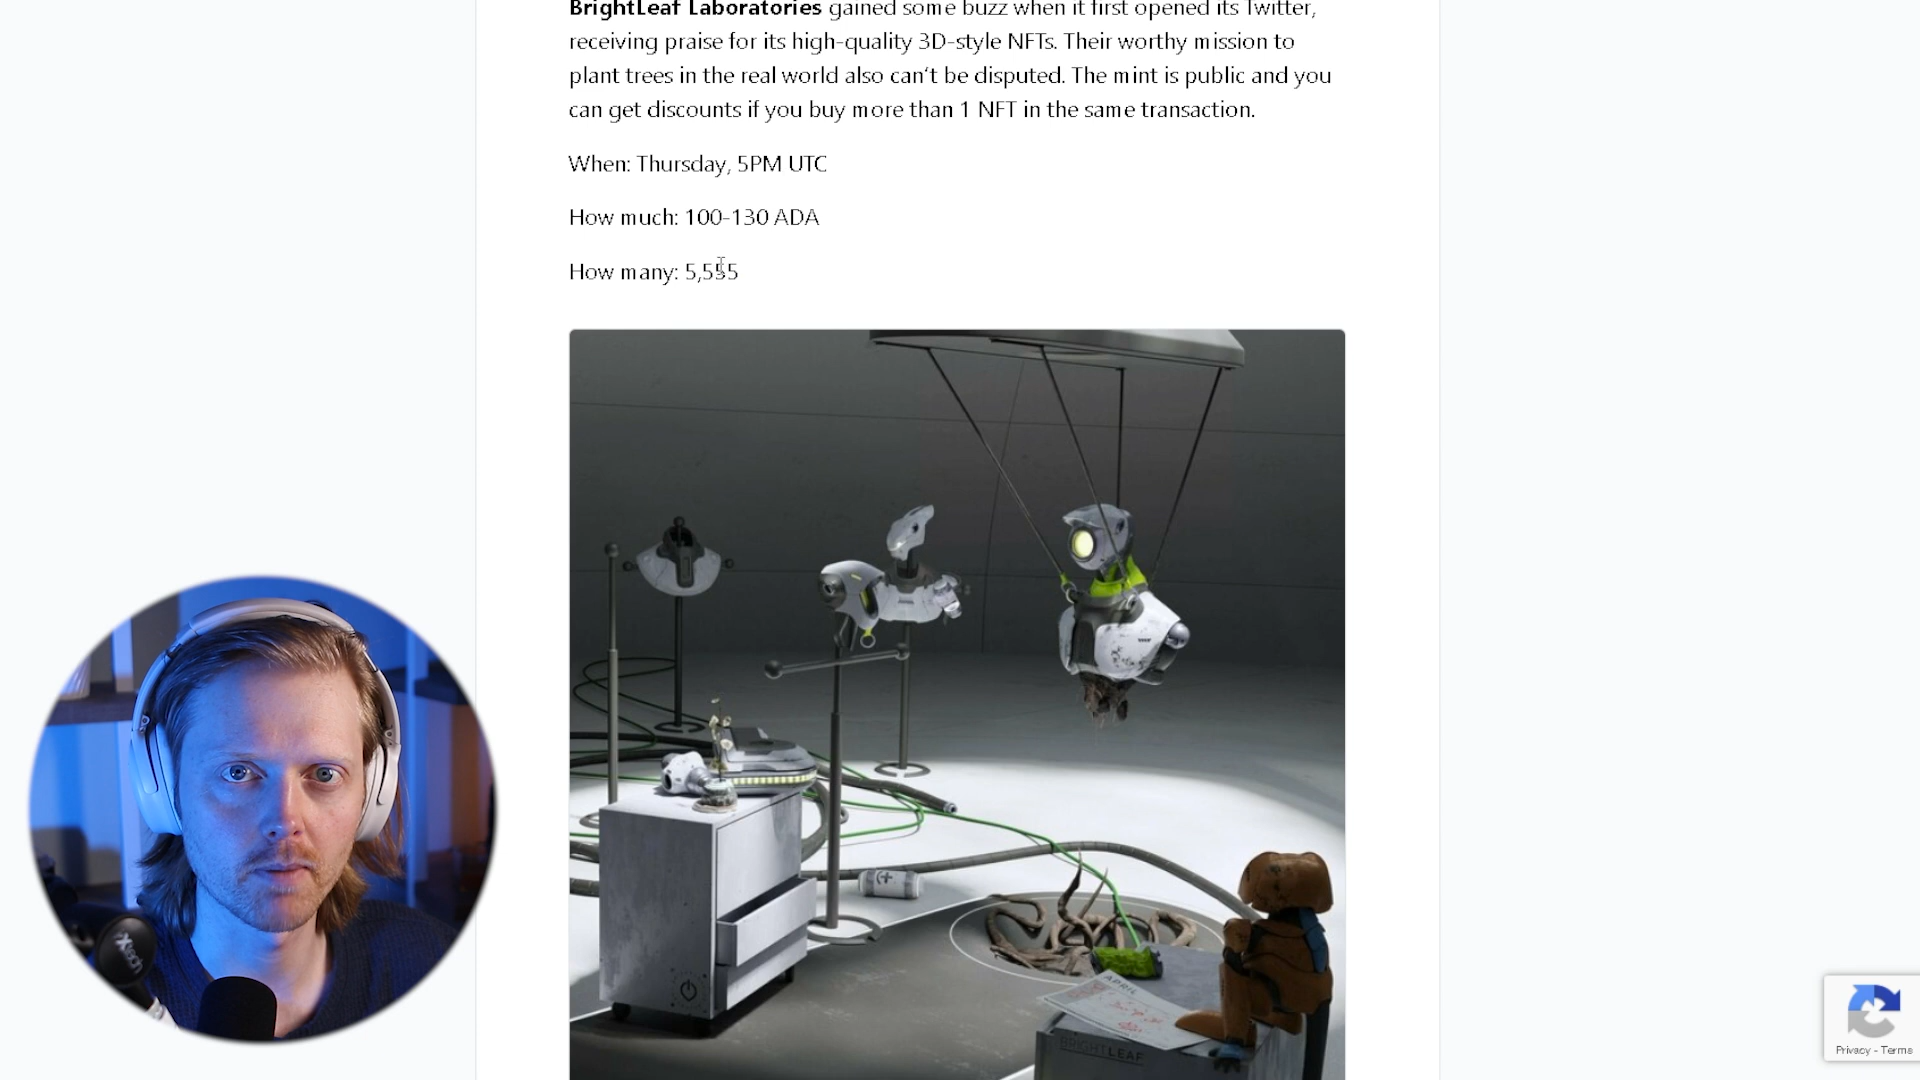 BrightLeaf Laboratories gained some buzz when it first opened its Twitter,
receiving praise for its high-quality 3D-style NFTs. Their worthy mission to
plant trees in the real world also can't be disputed. The mint is public and you
can get discounts if you buy more than 1 NFT in the same transaction.
When: Thursday, 5PM UTC
How much: 100-130 ADA
How many: 5,555
APRIL
BRIGHTLEAF
Privacy - Terms